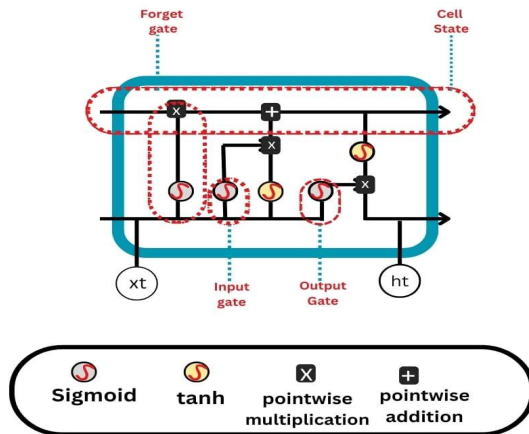 Forget
gate
Cell
State
x
+
x
x
xt
Input
gate
Output
Gate
ht
Sigmoid
tanh
x
pointwise
multiplication
+
pointwise
addition